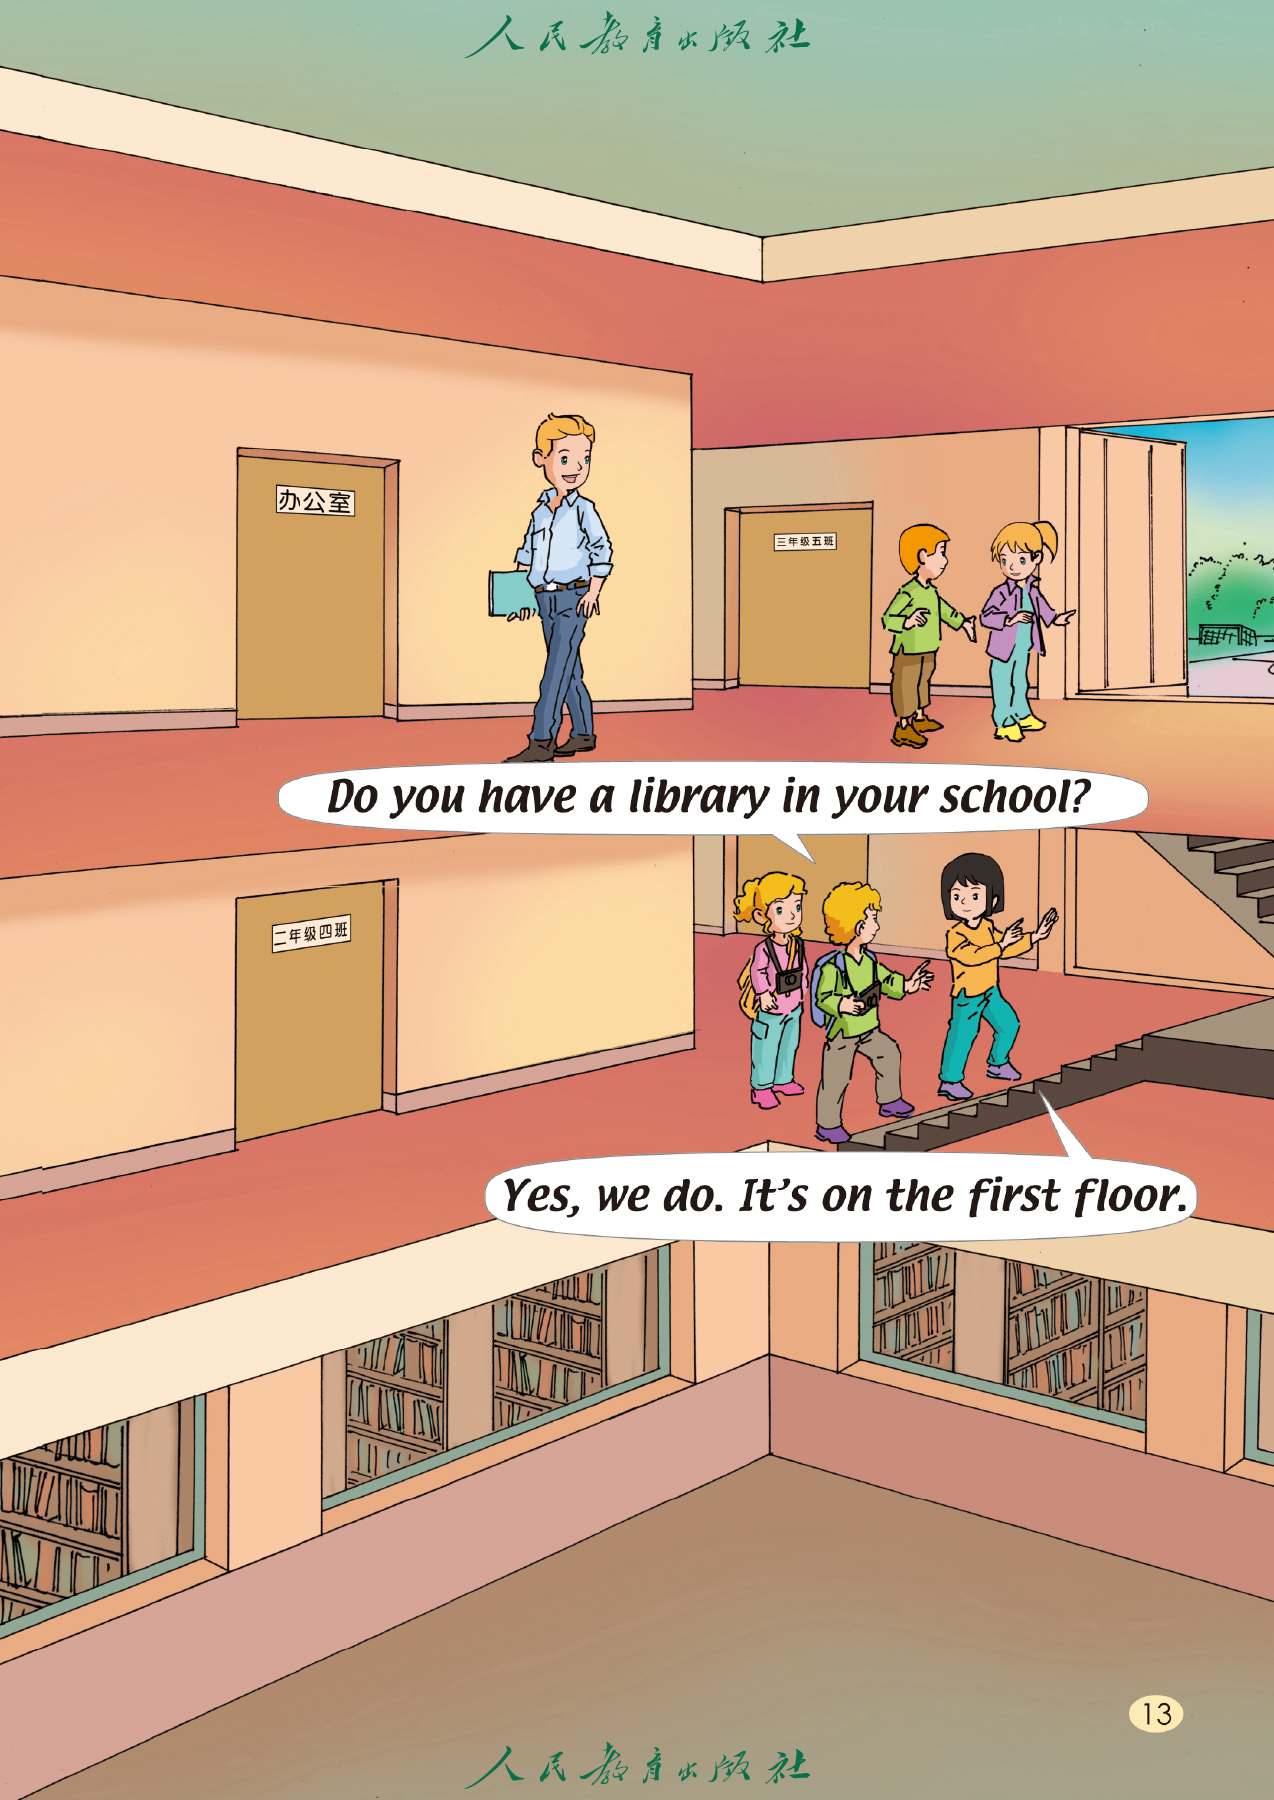 人民教育出版社
办公室
三年级五班
Do you have a library in your school?
二年级四班
Yes, we do. It's on the first floor.
13
人民教育出版社